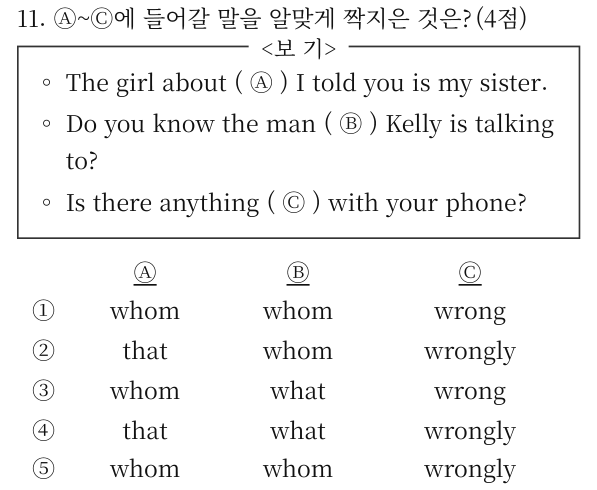 11. Ⓐ~Ⓒ에 들어갈 말을 알맞게 짝지은 것은?(4점)
<보 기>
◦ The girl about ( Ⓐ ) I told you is my sister.
◦ Do you know the man ( Ⓑ ) Kelly is talking
to?
◦ Is there anything ( Ⓒ ) with your phone?
Ⓐ Ⓑ Ⓒ
① whom whom wrong
② that whom wrongly
③ whom what wrong
④ that what wrongly
⑤ whom whom wrongly